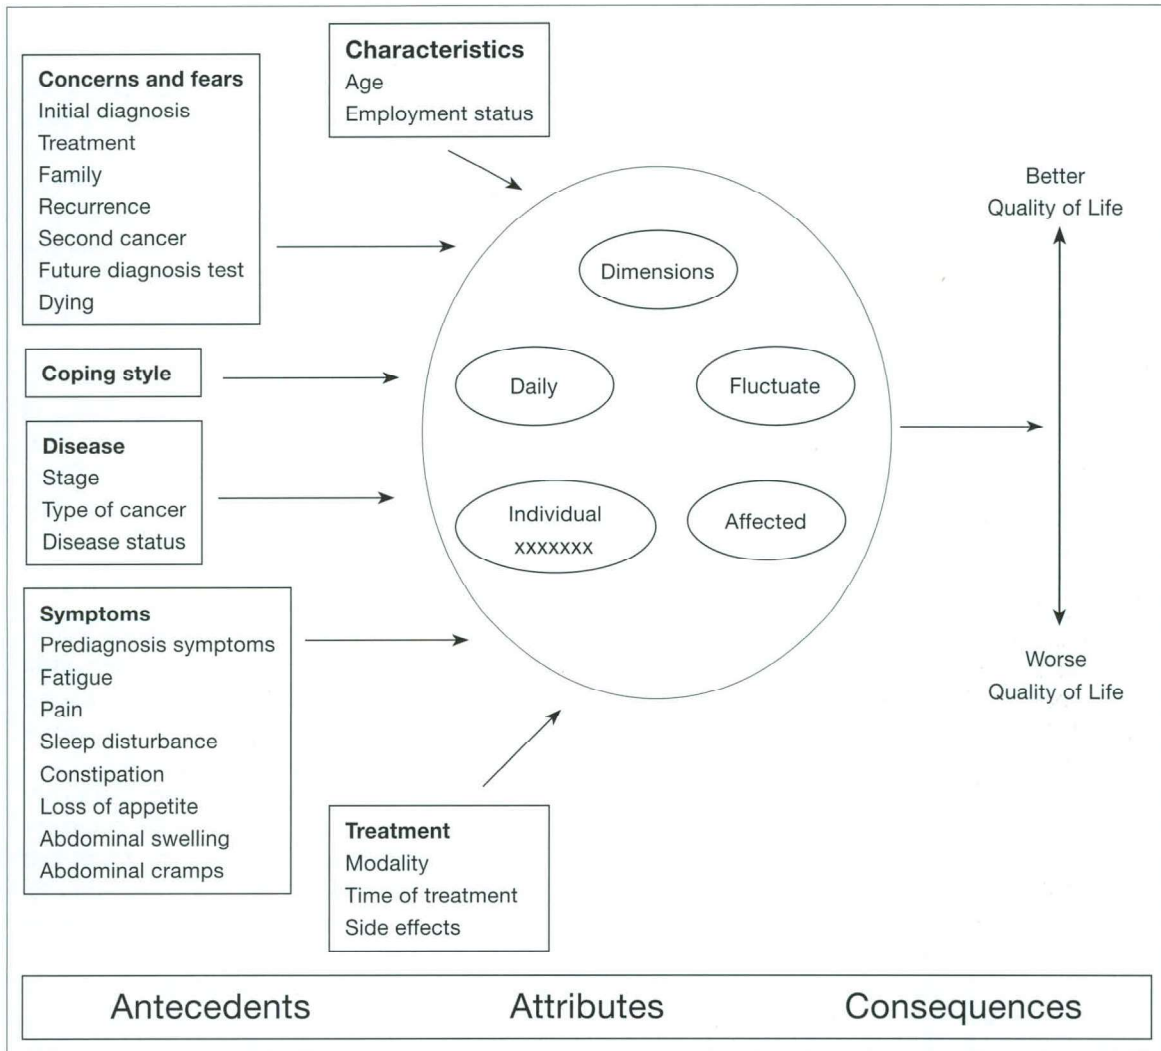 Concerns and fears
Initial diagnosis
Treatment
Family
Recurrence
Second cancer
Future diagnosis test
Dying
Characteristics
Age
Employment status
Coping style
Disease
Stage
Type of cancer
Disease status
Symptoms
Prediagnosis symptoms
Fatigue
Pain
Sleep disturbance
Constipation
Loss of appetite
Abdominal swelling
Abdominal cramps
Treatment
Modality
Time of treatment
Side effects
Dimensions
Daily
Fluctuate
Individual
xxxxxxx
Affected
Better
Quality of Life
Worse
Quality of Life
Antecedents
Attributes
Consequences